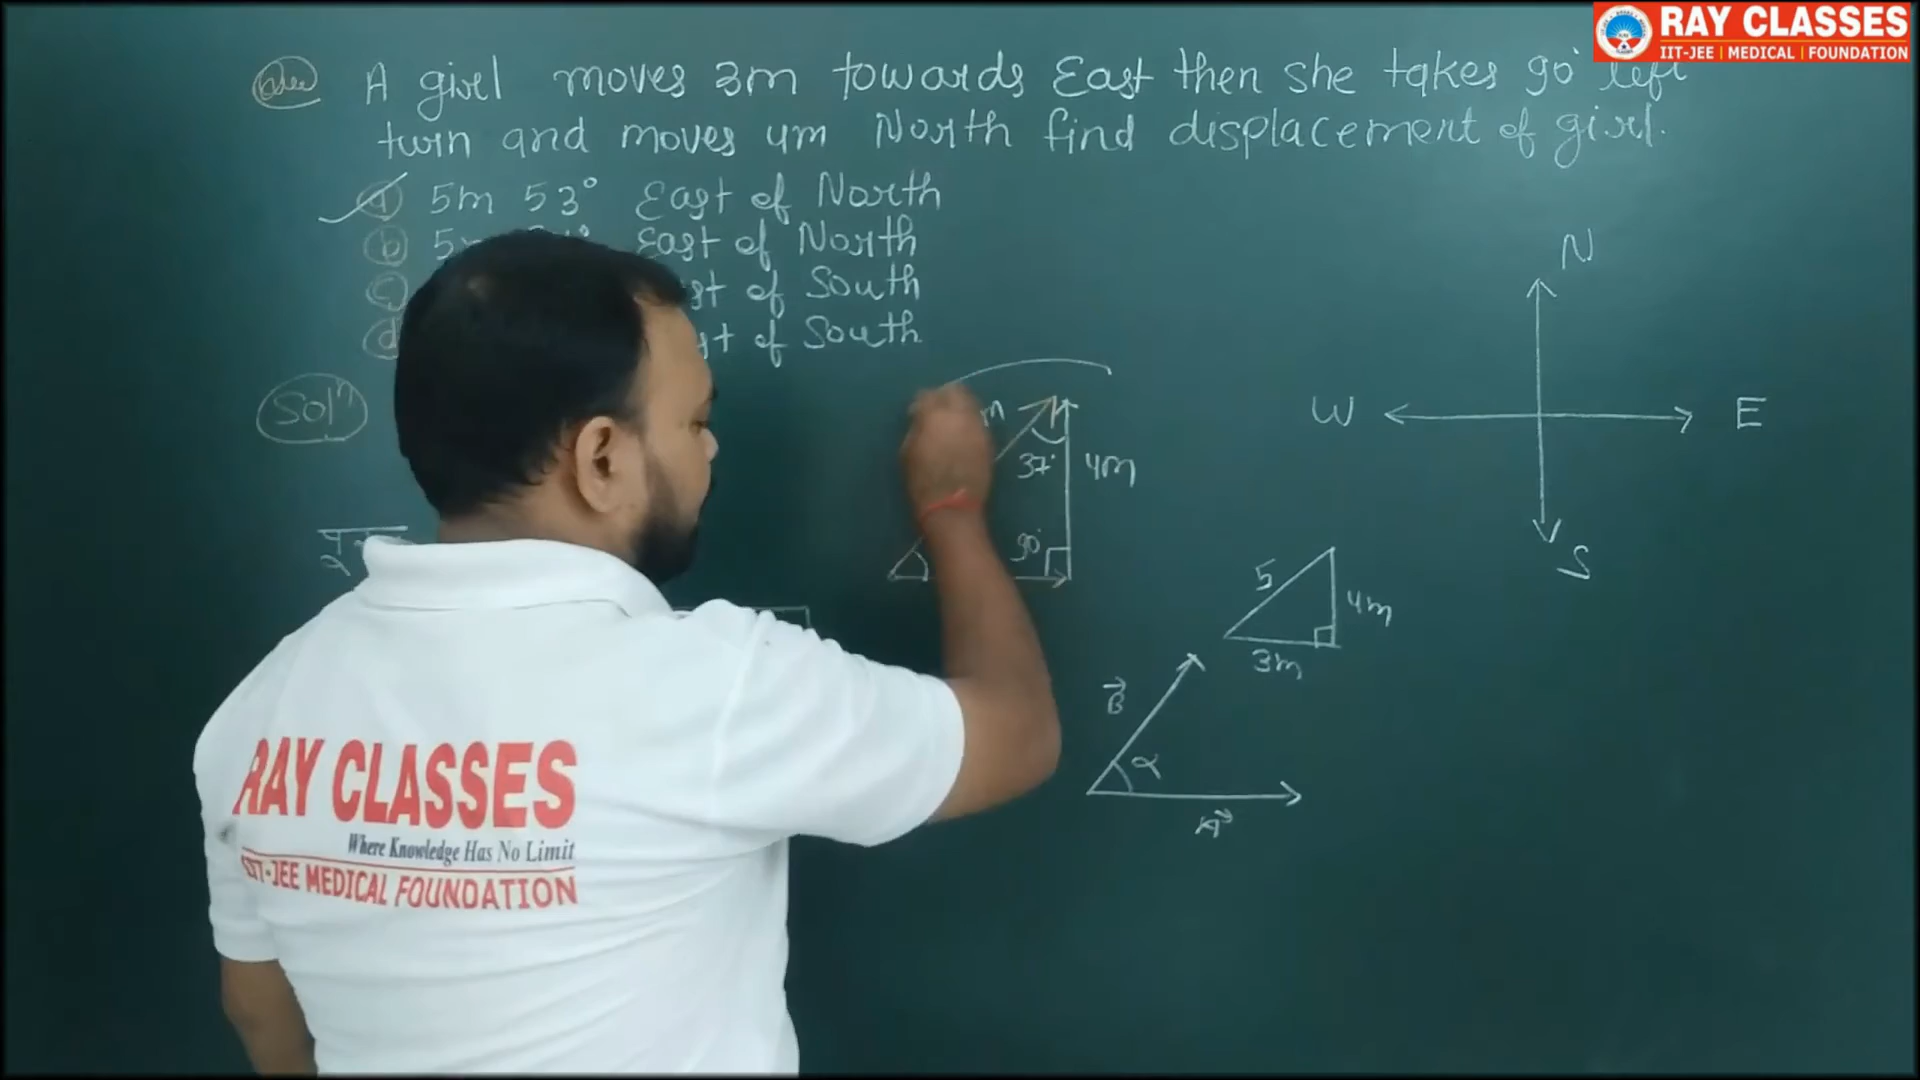 RAY CLASSES
IIT-JEE | MEDICAL | FOUNDATION
A girl moves 3m towards East then she takes 90° left
turn and moves 4m North find displacement of girl.
(a) 5m 53° East of North
(b) 5 East of North
(c) st of South
(d) st of South
Solⁿ
N
W E
S
m
37° 4m
90°
5 4m
3m
B⃗
α
A⃗
RAY CLASSES
Where Knowledge Has No Limit
IIT-JEE MEDICAL FOUNDATION